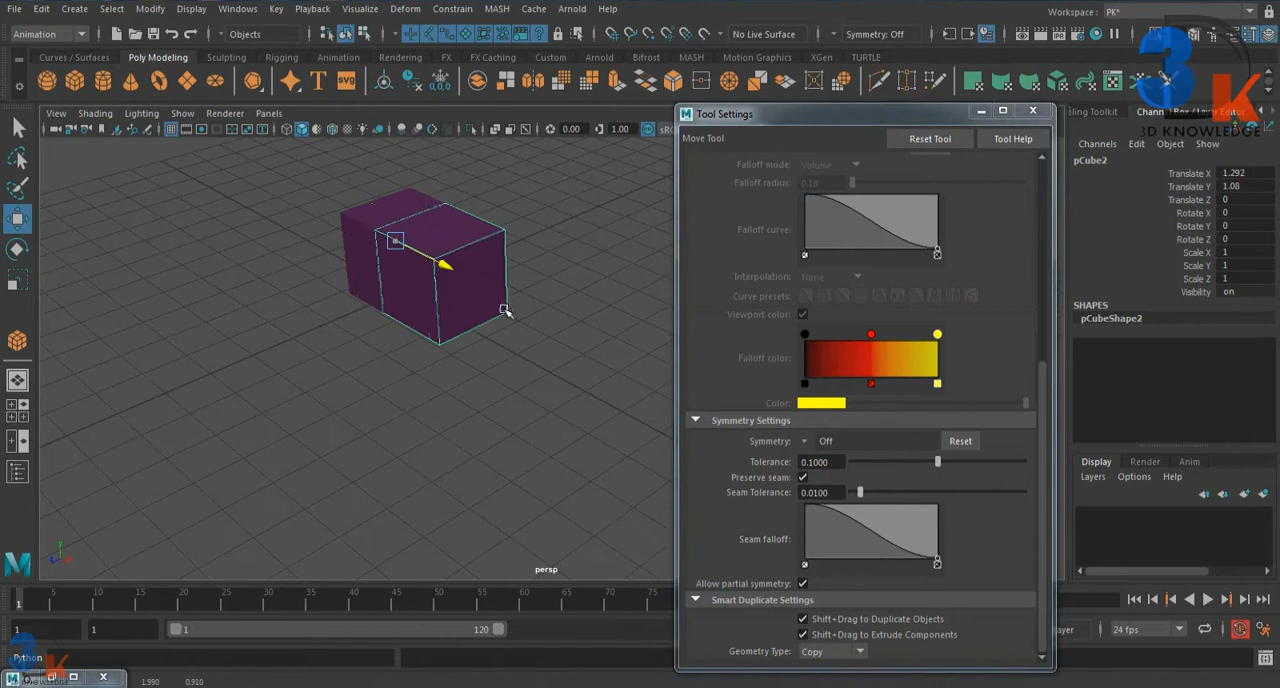 File Edit Create Select Modify Display Windows Key Playback Visualize Deform Constrain MASH Cache Arnold Help
Workspace : PK*
Animation Objects No Live Surface Symmetry: Off
Curves / Surfaces Poly Modeling Sculpting Rigging Animation Rendering FX FX Caching Custom Arnold Bifrost MASH Motion Graphics XGen TURTLE
SVG
View Shading Lighting Show Renderer Panels
0.00 1.00
Tool Settings
Move Tool Reset Tool Tool Help
Falloff mode: Volume
Falloff radius: 0.18
Falloff curve:
Interpolation: None
Curve presets:
Viewport color:
Falloff color:
Color:
Symmetry Settings
Symmetry: Off Reset
Tolerance: 0.1000
Preserve seam:
Seam Tolerance: 0.0100
Seam falloff:
Allow partial symmetry:
Smart Duplicate Settings
Shift+Drag to Duplicate Objects
Shift+Drag to Extrude Components
Geometry Type: Copy
3D KNOWLEDGE
Channels Edit Object Show
pCube2
Translate X 1.292
Translate Y 1.08
Translate Z 0
Rotate X 0
Rotate Y 0
Rotate Z 0
Scale X 1
Scale Y 1
Scale Z 1
Visibility on
SHAPES
pCubeShape2
Display Render Anim
Layers Options Help
persp
5 10 15 20 25 30 35 40 45 50 55 60 65 70 75
1
1 1 1 120
24 fps
Python
1.990 0.910